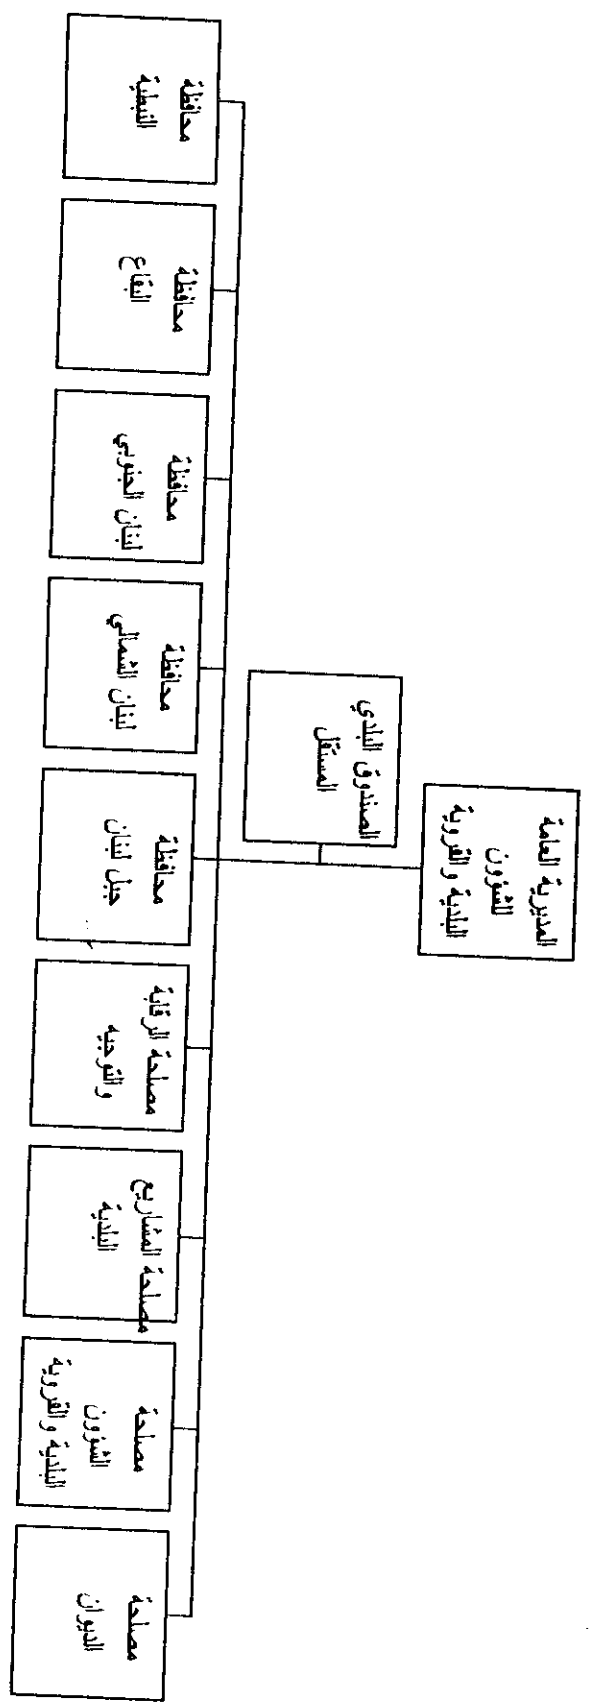 المديرية العامة
للشؤون
البلدية والقروية
الصندوق البلدي
المستقل
مصلحة
الديوان
مصلحة
الشؤون
البلدية والقروية
مصلحة المشاريع
البلدية
مصلحة الرقابة
والتوجيه
محافظة
جبل لبنان
محافظة
لبنان الشمالي
محافظة
لبنان الجنوبي
محافظة
البقاع
محافظة
النبطية